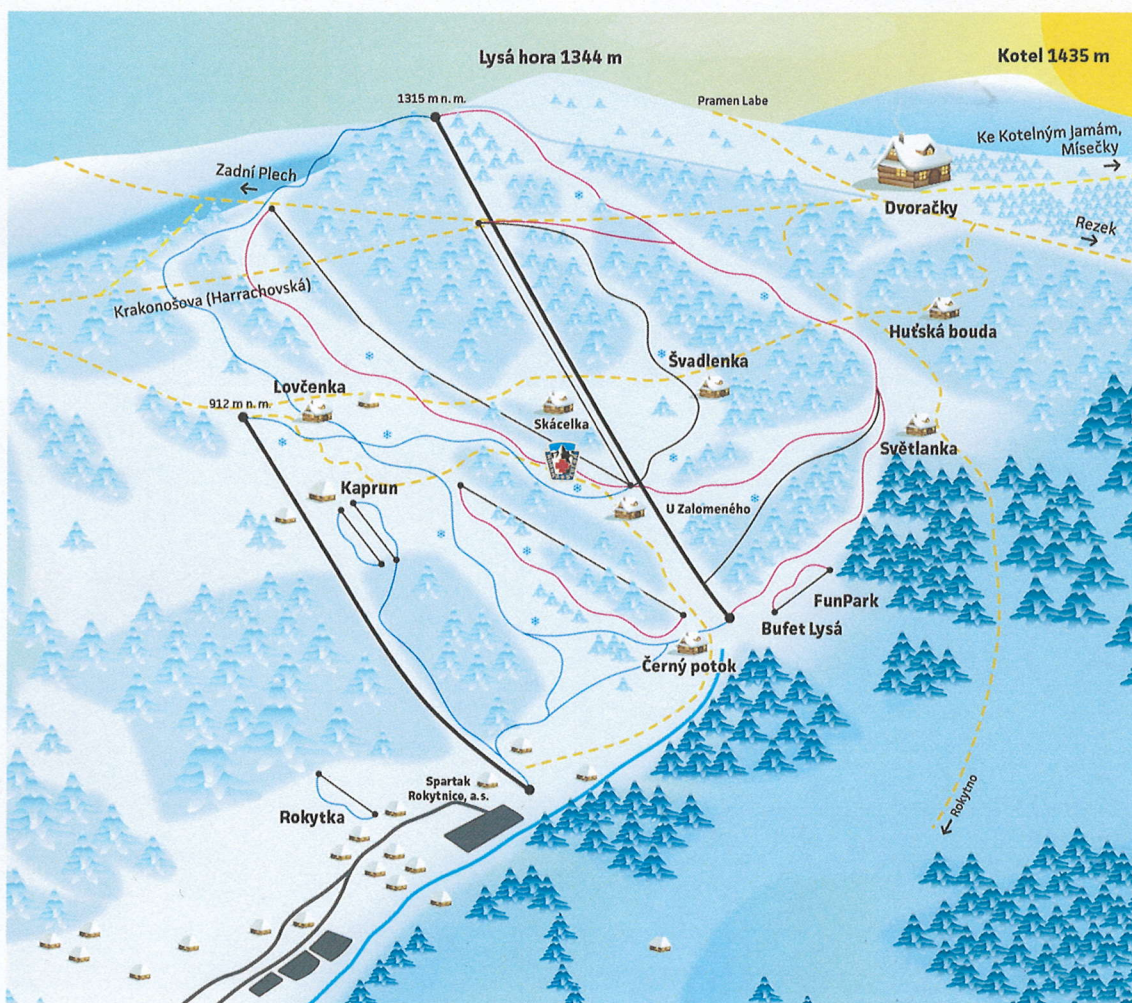 Lysá hora 1344 m
Kotel 1435 m
1315 m n. m.
Pramen Labe
Ke Kotelným Jamám,
Mísečky
Zadní Plech
Dvoračky
Rezek
Krakonošova (Harrachovská)
Huťská bouda
Švadlenka
Lovčenka
912 m n. m.
Skácelka
Světlanka
Kaprun
U Zalomeného
FunPark
Bufet Lysá
Černý potok
Spartak
Rokytnice, a.s.
Rokytka
Rokytno